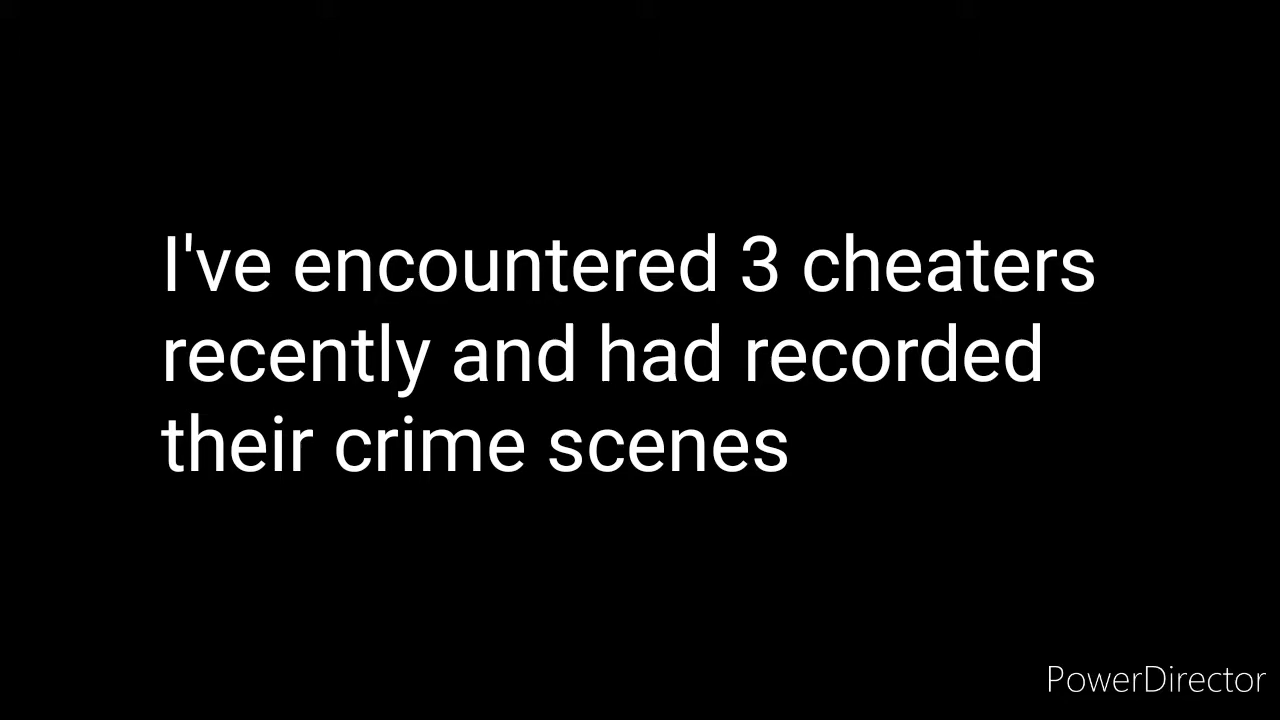 I've encountered 3 cheaters
recently and had recorded
their crime scenes
PowerDirector